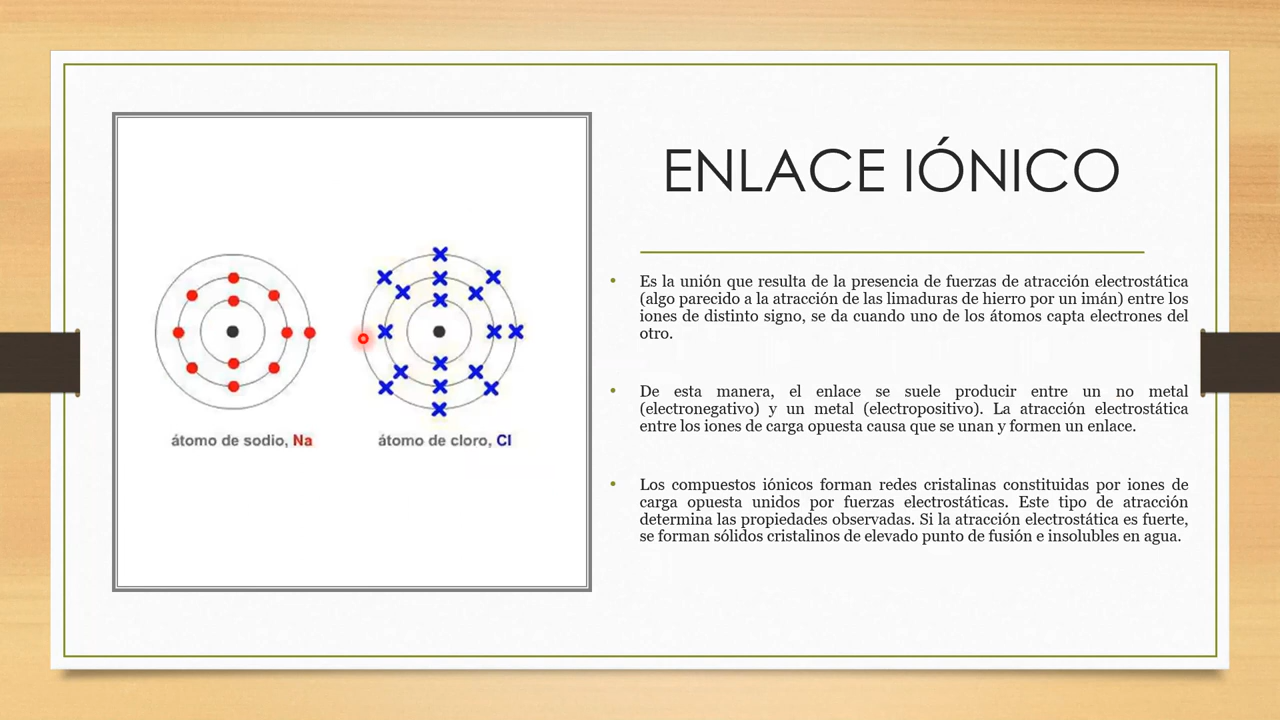 ENLACE IÓNICO
átomo de sodio, Na
átomo de cloro, Cl
• Es la unión que resulta de la presencia de fuerzas de atracción electrostática
(algo parecido a la atracción de las limaduras de hierro por un imán) entre los
iones de distinto signo, se da cuando uno de los átomos capta electrones del
otro.
• De esta manera, el enlace se suele producir entre un no metal
(electronegativo) y un metal (electropositivo). La atracción electrostática
entre los iones de carga opuesta causa que se unan y formen un enlace.
• Los compuestos iónicos forman redes cristalinas constituidas por iones de
carga opuesta unidos por fuerzas electrostáticas. Este tipo de atracción
determina las propiedades observadas. Si la atracción electrostática es fuerte,
se forman sólidos cristalinos de elevado punto de fusión e insolubles en agua.